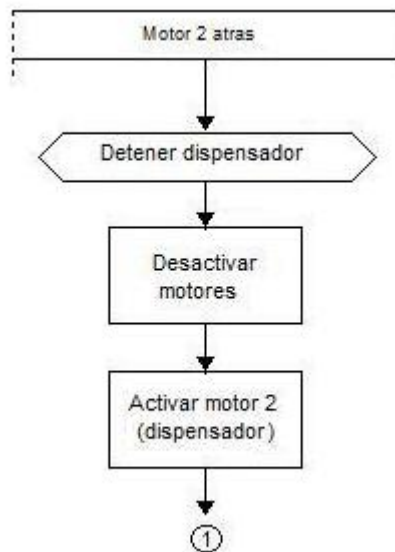 Motor 2 atras
Detener dispensador
Desactivar
motores
Activar motor 2
(dispensador)
1